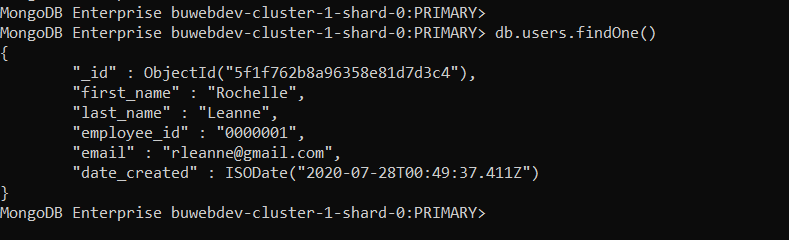 MongoDB Enterprise buwebdev-cluster-1-shard-0:PRIMARY>
MongoDB Enterprise buwebdev-cluster-1-shard-0:PRIMARY> db.users.findOne()
{
        "_id" : ObjectId("5f1f762b8a96358e81d7d3c4"),
        "first_name" : "Rochelle",
        "last_name" : "Leanne",
        "employee_id" : "0000001",
        "email" : "rleanne@gmail.com",
        "date_created" : ISODate("2020-07-28T00:49:37.411Z")
}
MongoDB Enterprise buwebdev-cluster-1-shard-0:PRIMARY>